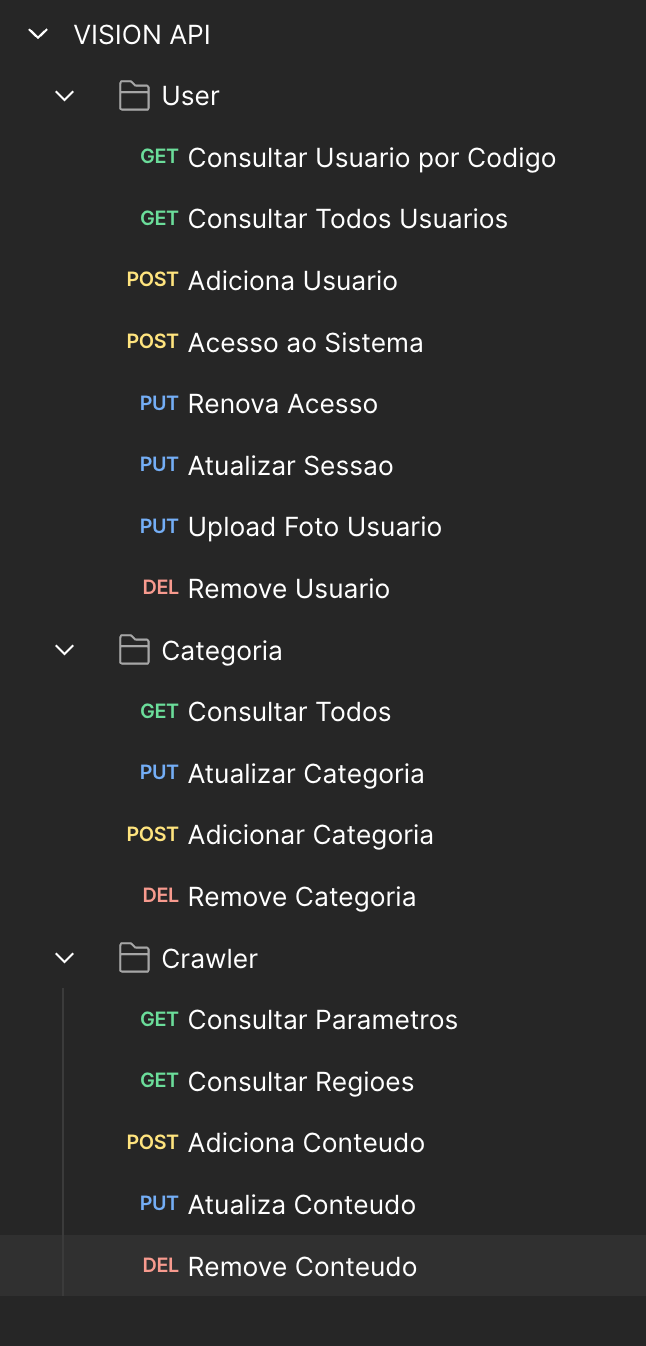 VISION API
User
GET Consultar Usuario por Codigo
GET Consultar Todos Usuarios
POST Adiciona Usuario
POST Acesso ao Sistema
PUT Renova Acesso
PUT Atualizar Sessao
PUT Upload Foto Usuario
DEL Remove Usuario
Categoria
GET Consultar Todos
PUT Atualizar Categoria
POST Adicionar Categoria
DEL Remove Categoria
Crawler
GET Consultar Parametros
GET Consultar Regioes
POST Adiciona Conteudo
PUT Atualiza Conteudo
DEL Remove Conteudo